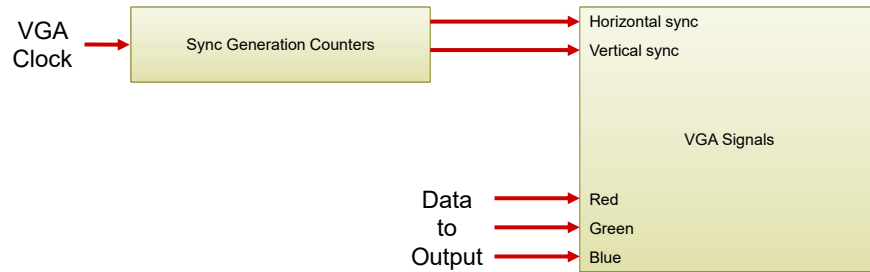 VGA
Clock
Sync Generation Counters
Horizontal sync
Vertical sync
VGA Signals
Data
to
Output
Red
Green
Blue